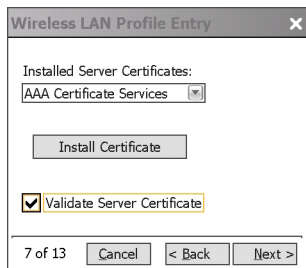 Wireless LAN Profile Entry
Installed Server Certificates:
AAA Certificate Services
Install Certificate
Validate Server Certificate
7 of 13 Cancel < Back Next >